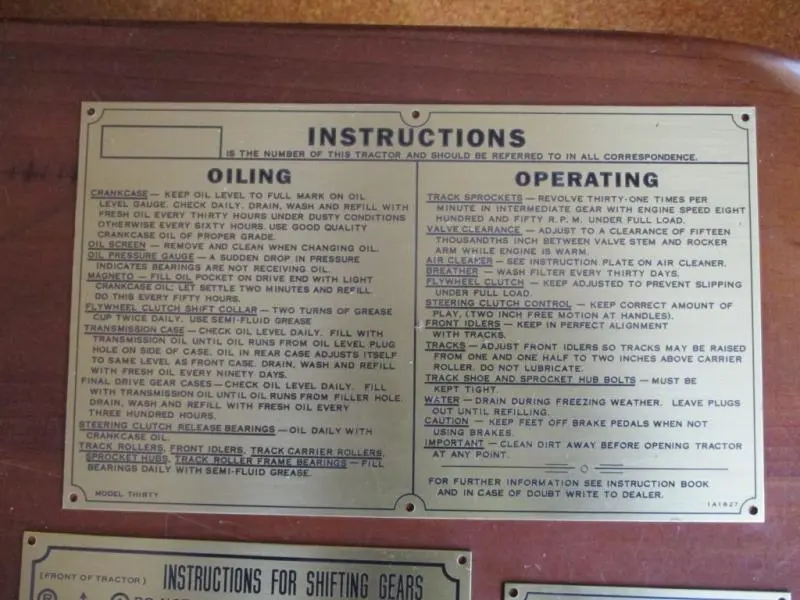 INSTRUCTIONS
IS THE NUMBER OF THIS TRACTOR AND SHOULD BE REFERRED TO IN ALL CORRESPONDENCE.
OILING
CRANKCASE — KEEP OIL LEVEL TO FULL MARK ON OIL
LEVEL GAUGE. CHECK DAILY. DRAIN, WASH AND REFILL WITH
FRESH OIL EVERY THIRTY HOURS UNDER DUSTY CONDITIONS
OTHERWISE EVERY SIXTY HOURS. USE GOOD QUALITY
CRANKCASE OIL OF PROPER GRADE.
OIL SCREEN — REMOVE AND CLEAN WHEN CHANGING OIL.
OIL PRESSURE GAUGE — A SUDDEN DROP IN PRESSURE
INDICATES BEARINGS ARE NOT RECEIVING OIL.
MAGNETO — FILL OIL POCKET ON DRIVE END WITH LIGHT
CRANKCASE OIL; LET SETTLE TWO MINUTES AND REFILL
DO THIS EVERY FIFTY HOURS.
FLYWHEEL CLUTCH SHIFT COLLAR — TWO TURNS OF GREASE
CUP TWICE DAILY. USE SEMI-FLUID GREASE
TRANSMISSION CASE — CHECK OIL LEVEL DAILY. FILL WITH
TRANSMISSION OIL UNTIL OIL RUNS FROM OIL LEVEL PLUG
HOLE ON SIDE OF CASE. OIL IN REAR CASE ADJUSTS ITSELF
TO SAME LEVEL AS FRONT CASE. DRAIN, WASH AND REFILL
WITH FRESH OIL EVERY NINETY DAYS.
FINAL DRIVE GEAR CASES — CHECK OIL LEVEL DAILY. FILL
WITH TRANSMISSION OIL UNTIL OIL RUNS FROM FILLER HOLE.
DRAIN, WASH AND REFILL WITH FRESH OIL EVERY
THREE HUNDRED HOURS.
STEERING CLUTCH RELEASE BEARINGS — OIL DAILY WITH
CRANKCASE OIL.
TRACK ROLLERS, FRONT IDLERS, TRACK CARRIER ROLLERS,
SPROCKET HUBS, TRACK ROLLER FRAME BEARINGS — FILL
BEARINGS DAILY WITH SEMI-FLUID GREASE.
MODEL THIRTY
OPERATING
TRACK SPROCKETS — REVOLVE THIRTY-ONE TIMES PER
MINUTE IN INTERMEDIATE GEAR WITH ENGINE SPEED EIGHT
HUNDRED AND FIFTY R.P.M. UNDER FULL LOAD.
VALVE CLEARANCE — ADJUST TO A CLEARANCE OF FIFTEEN
THOUSANDTHS INCH BETWEEN VALVE STEM AND ROCKER
ARM WHILE ENGINE IS WARM.
AIR CLEANER — SEE INSTRUCTION PLATE ON AIR CLEANER.
BREATHER — WASH FILTER EVERY THIRTY DAYS.
FLYWHEEL CLUTCH — KEEP ADJUSTED TO PREVENT SLIPPING
UNDER FULL LOAD.
STEERING CLUTCH CONTROL — KEEP CORRECT AMOUNT OF
PLAY, (TWO INCH FREE MOTION AT HANDLES).
FRONT IDLERS — KEEP IN PERFECT ALIGNMENT
WITH TRACKS.
TRACKS — ADJUST FRONT IDLERS SO TRACKS MAY BE RAISED
FROM ONE AND ONE HALF TO TWO INCHES ABOVE CARRIER
ROLLER. DO NOT LUBRICATE.
TRACK SHOE AND SPROCKET HUB BOLTS — MUST BE
KEPT TIGHT.
WATER — DRAIN DURING FREEZING WEATHER. LEAVE PLUGS
OUT UNTIL REFILLING.
CAUTION — KEEP FEET OFF BRAKE PEDALS WHEN NOT
USING BRAKES.
IMPORTANT — CLEAN DIRT AWAY BEFORE OPENING TRACTOR
AT ANY POINT.
FOR FURTHER INFORMATION SEE INSTRUCTION BOOK
AND IN CASE OF DOUBT WRITE TO DEALER.
1A1827
(FRONT OF TRACTOR) INSTRUCTIONS FOR SHIFTING GEARS